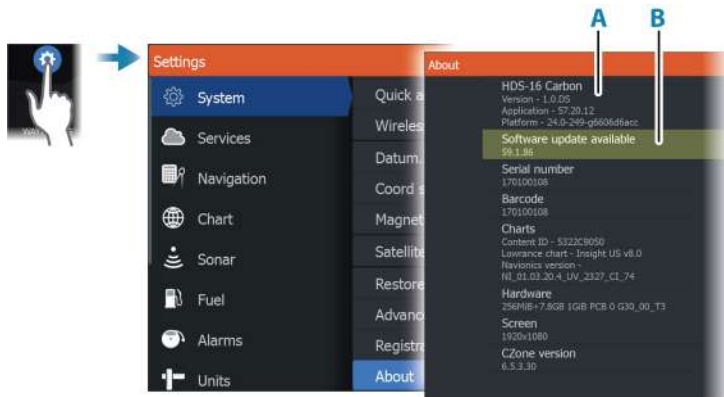 A B
WAY
Settings
System
Services
Navigation
Chart
Sonar
Fuel
Alarms
Units
Quick a
Wireles
Datum.
Coord s
Magnet
Satellite
Restore
Advanc
Registra
About
About
HDS-16 Carbon
Version - 1.0.DS
Application - 57.20.12
Platform - 24.0-249-g6606d6acc
Software update available
59.1.86
Serial number
170100108
Barcode
170100108
Charts
Content ID - 5322C9050
Lowrance chart - Insight US v8.0
Navionics version -
NI_01.03.20.4_UV_2327_CI_74
Hardware
256MiB+7.8GB 1GiB PCB 0 G30_00_T3
Screen
1920x1080
CZone version
6.5.3.30